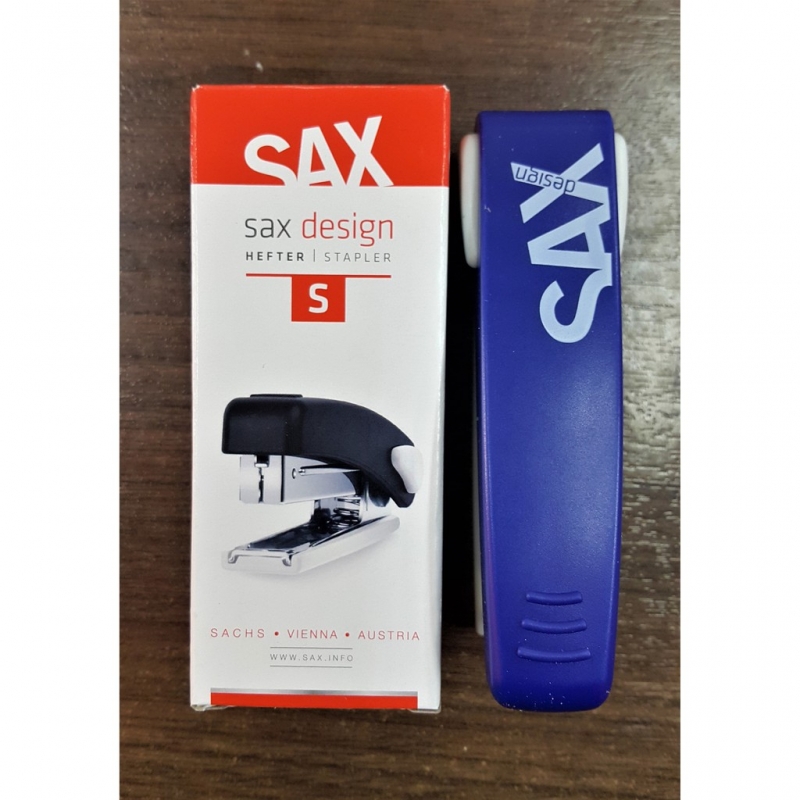 SAX
sax design
HEFTER | STAPLER
S
SACHS • VIENNA • AUSTRIA
WWW.SAX.INFO
SAX
design